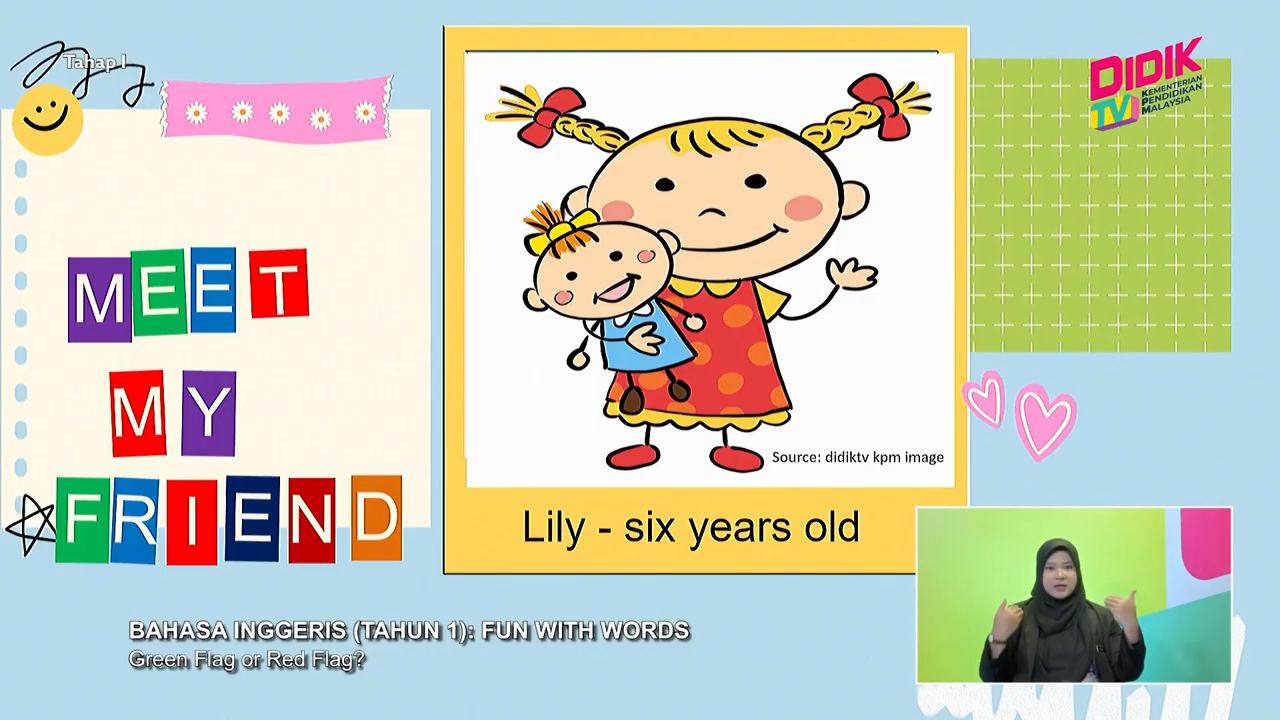 Tahap I
DIDIK
TV
KEMENTERIAN
PENDIDIKAN
MALAYSIA
MEET
MY
FRIEND
Source: didiktv kpm image
Lily - six years old
BAHASA INGGERIS (TAHUN 1): FUN WITH WORDS
Green Flag or Red Flag?